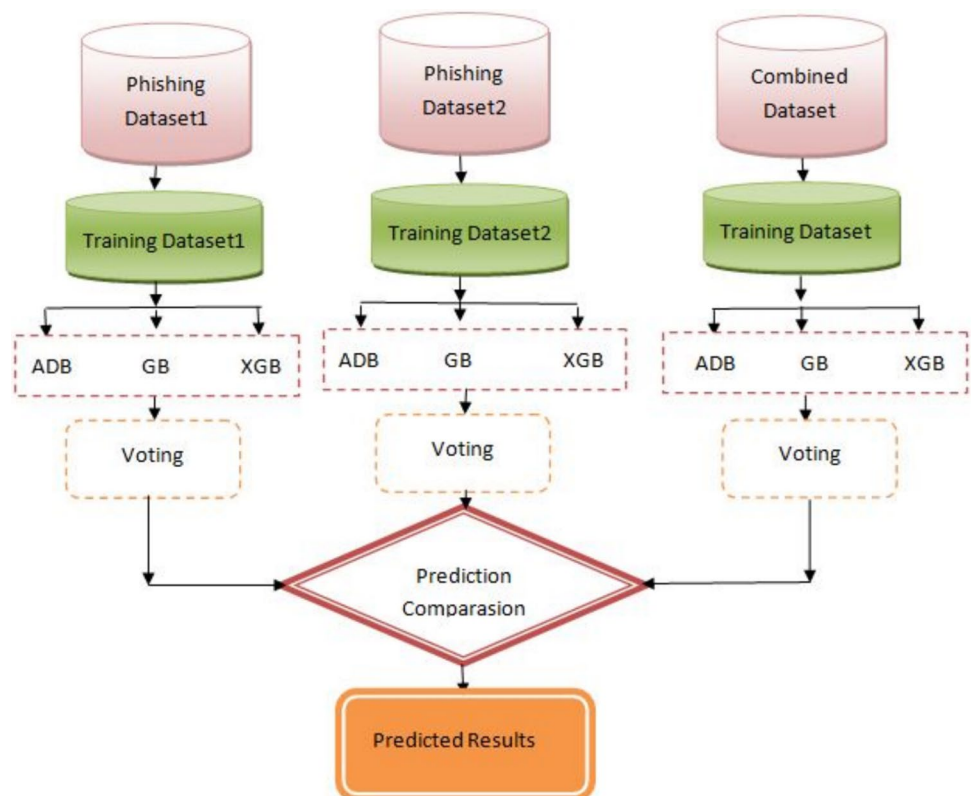 Phishing
Dataset1
Phishing
Dataset2
Combined
Dataset
Training Dataset1
Training Dataset2
Training Dataset
ADB GB XGB
ADB GB XGB
ADB GB XGB
Voting
Voting
Voting
Prediction
Comparasion
Predicted Results